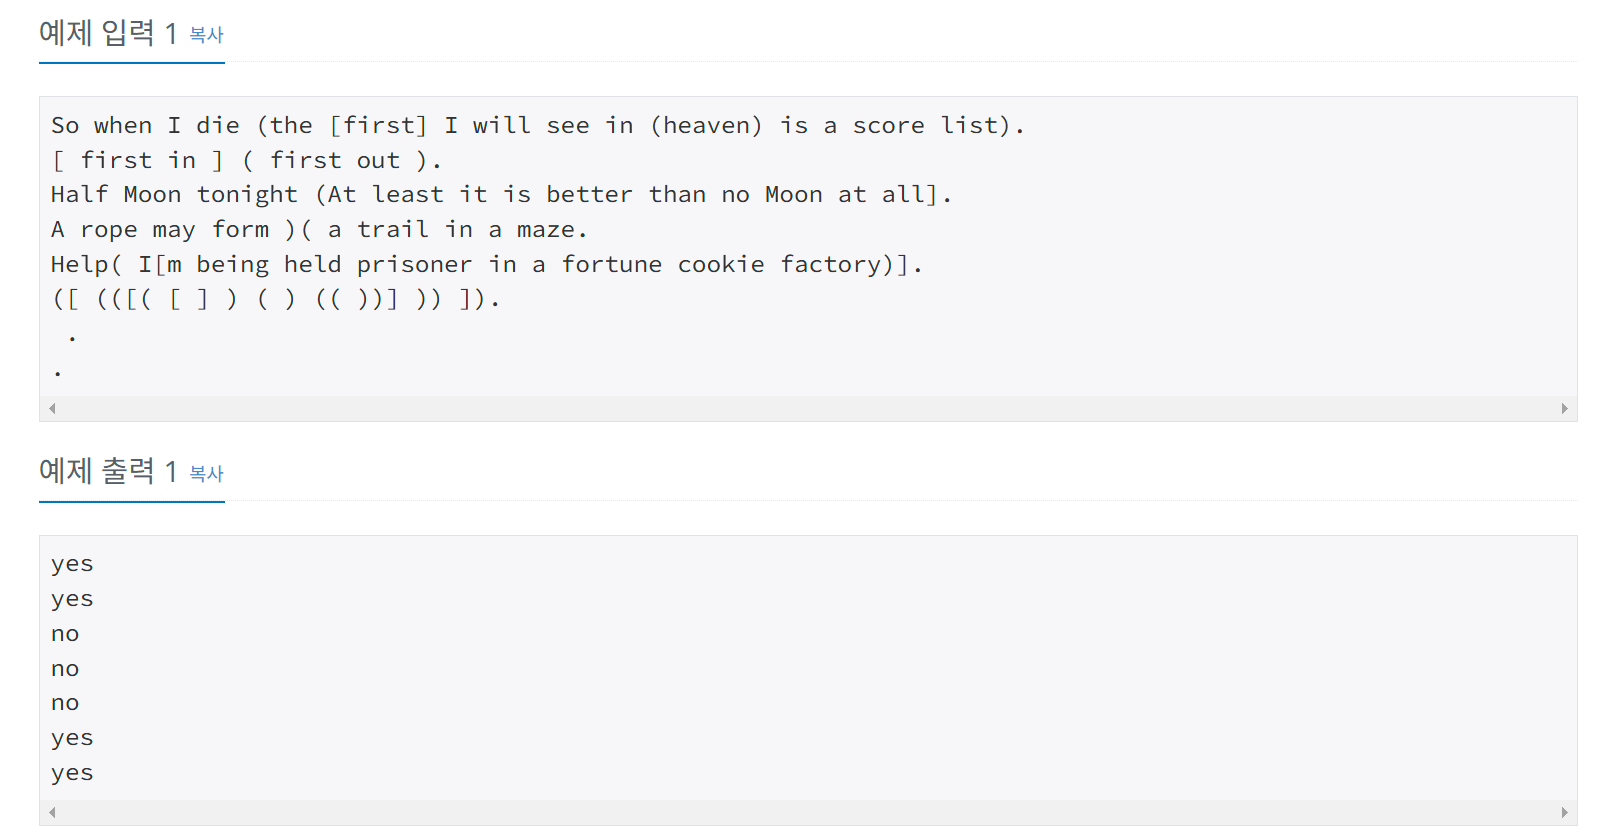 예제 입력 1 복사
So when I die (the [first] I will see in (heaven) is a score list).
[ first in ] ( first out ).
Half Moon tonight (At least it is better than no Moon at all].
A rope may form )( a trail in a maze.
Help( I[m being held prisoner in a fortune cookie factory)].
([ (([( [ ] ) ( ) (( ))] )) ]).
 .
.
예제 출력 1 복사
yes
yes
no
no
no
yes
yes